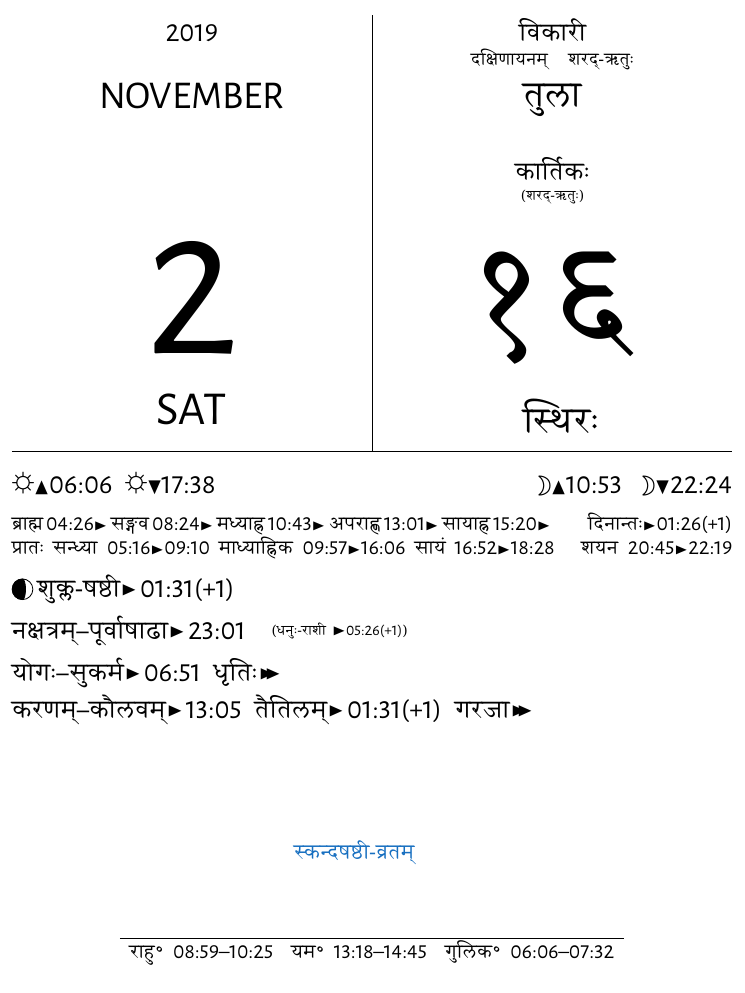 2019
NOVEMBER
2
SAT
विकारी
दक्षिणायनम् शरद्-ऋतुः
तुला
कार्तिकः
(शरद्-ऋतुः)
१६
स्थिरः
☼▲06:06 ☼▼17:38 ☽▲10:53 ☽▼22:24
ब्राह्म 04:26► सङ्गव 08:24► मध्याह्न 10:43► अपराह्ण 13:01► सायाह्न 15:20► दिनान्तः►01:26(+1)
प्रातः सन्ध्या 05:16►09:10 माध्याह्निक 09:57►16:06 सायं 16:52►18:28 शयन 20:45►22:19
शुक्ल-षष्ठी► 01:31(+1)
नक्षत्रम्–पूर्वाषाढा► 23:01 (धनुः-राशी ►05:26(+1))
योगः–सुकर्म► 06:51 धृतिः►►
करणम्–कौलवम्►13:05 तैतिलम्► 01:31(+1) गरजा►►
स्कन्दषष्ठी-व्रतम्
राहु॰ 08:59–10:25 यम॰ 13:18–14:45 गुलिक॰ 06:06–07:32